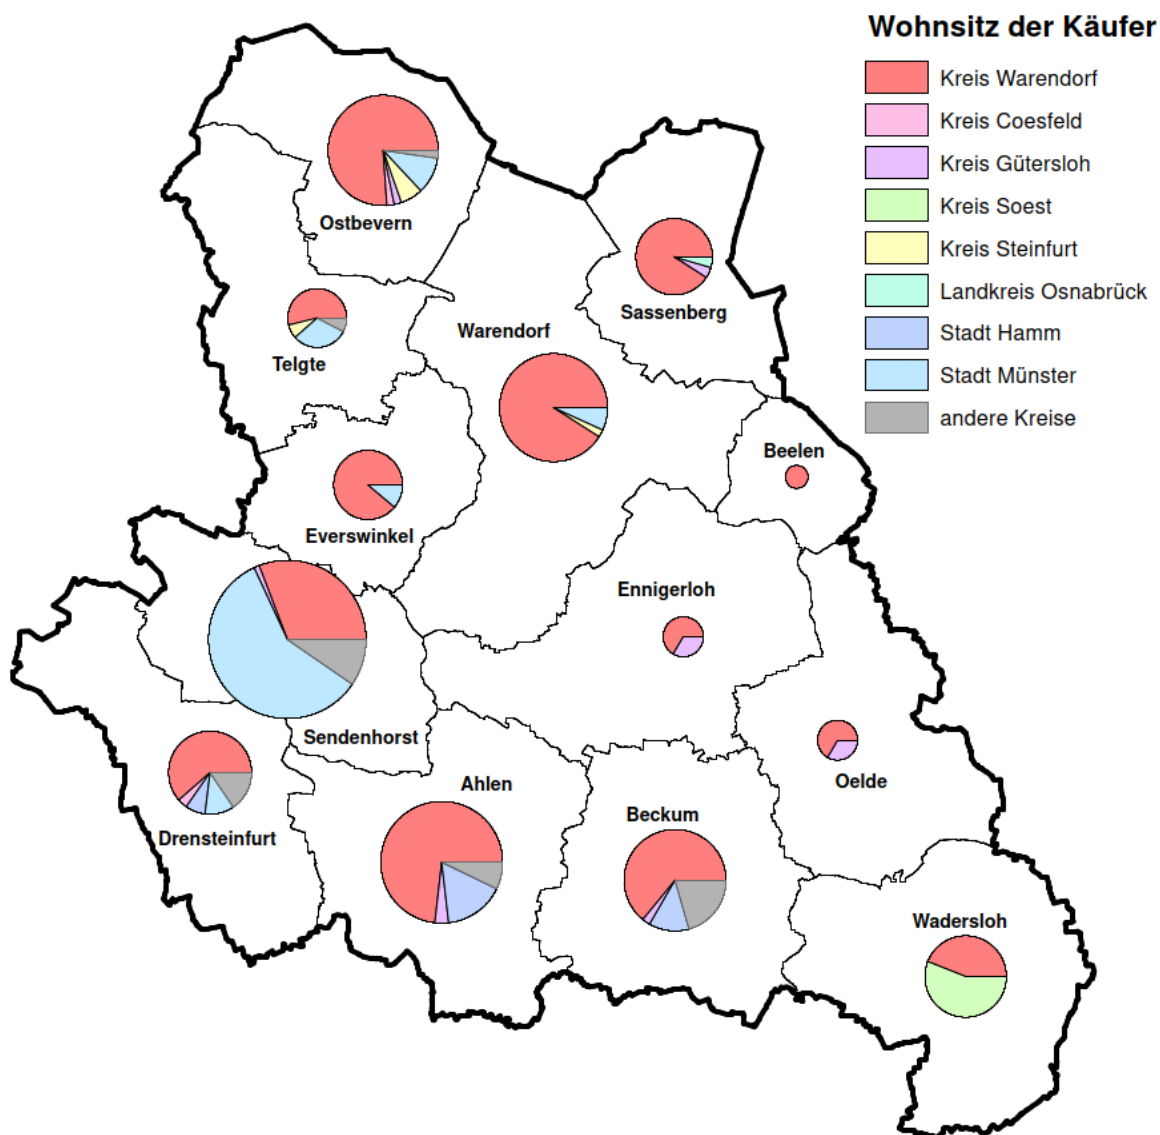 Wohnsitz der Käufer
Kreis Warendorf
Kreis Coesfeld
Kreis Gütersloh
Kreis Soest
Kreis Steinfurt
Landkreis Osnabrück
Stadt Hamm
Stadt Münster
andere Kreise
Ostbevern
Sassenberg
Warendorf
Telgte
Beelen
Everswinkel
Ennigerloh
Sendenhorst
Oelde
Ahlen
Beckum
Drensteinfurt
Wadersloh